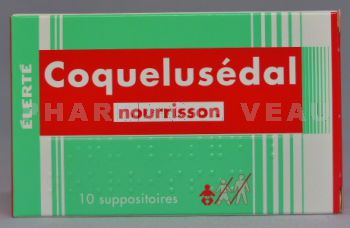 ÉLERTÉ
Coquelusédal
nourrisson
10 suppositoires